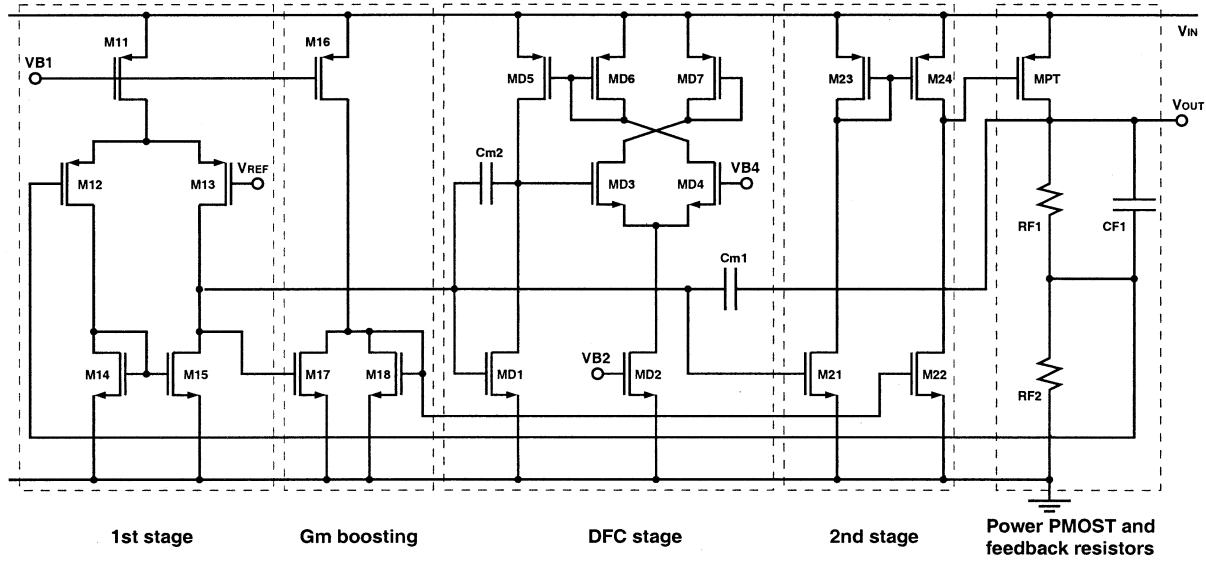 M11
M16
MD5
MD6
MD7
M23
M24
MPT
VIN
VB1
VOUT
M12
M13
VREF
Cm2
MD3
MD4
VB4
RF1
CF1
Cm1
M14
M15
M17
M18
MD1
VB2
MD2
M21
M22
RF2
1st stage
Gm boosting
DFC stage
2nd stage
Power PMOST and
feedback resistors